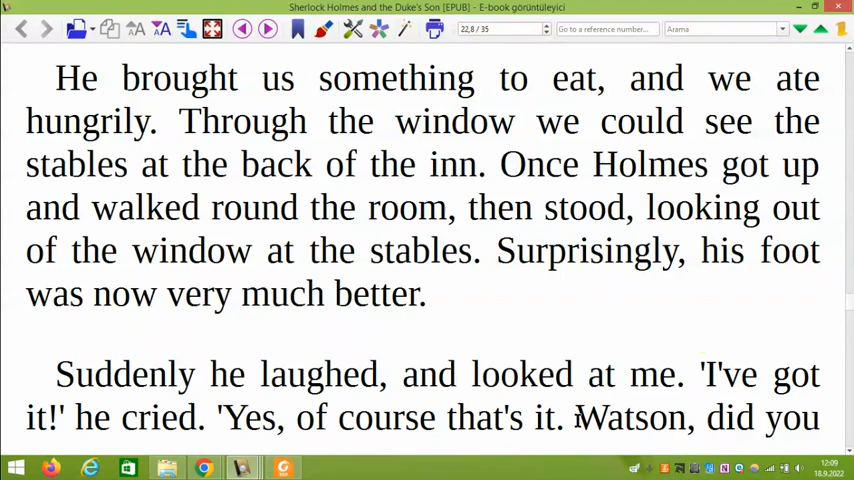 Sherlock Holmes and the Duke's Son [EPUB] - E-book görüntüleyici
22,8 / 35
Go to a reference number...
Arama
He brought us something to eat, and we ate
hungrily. Through the window we could see the
stables at the back of the inn. Once Holmes got up
and walked round the room, then stood, looking out
of the window at the stables. Surprisingly, his foot
was now very much better.
Suddenly he laughed, and looked at me. 'I've got
it!' he cried. 'Yes, of course that's it. Watson, did you
12:09
18.9.2022